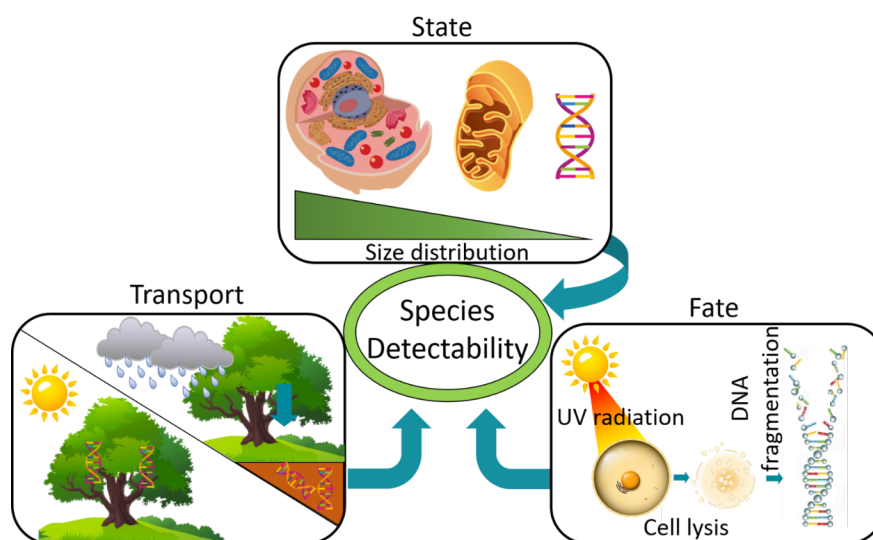 State
Size distribution
Species
Detectability
Transport
Fate
UV radiation
DNA
fragmentation
Cell lysis